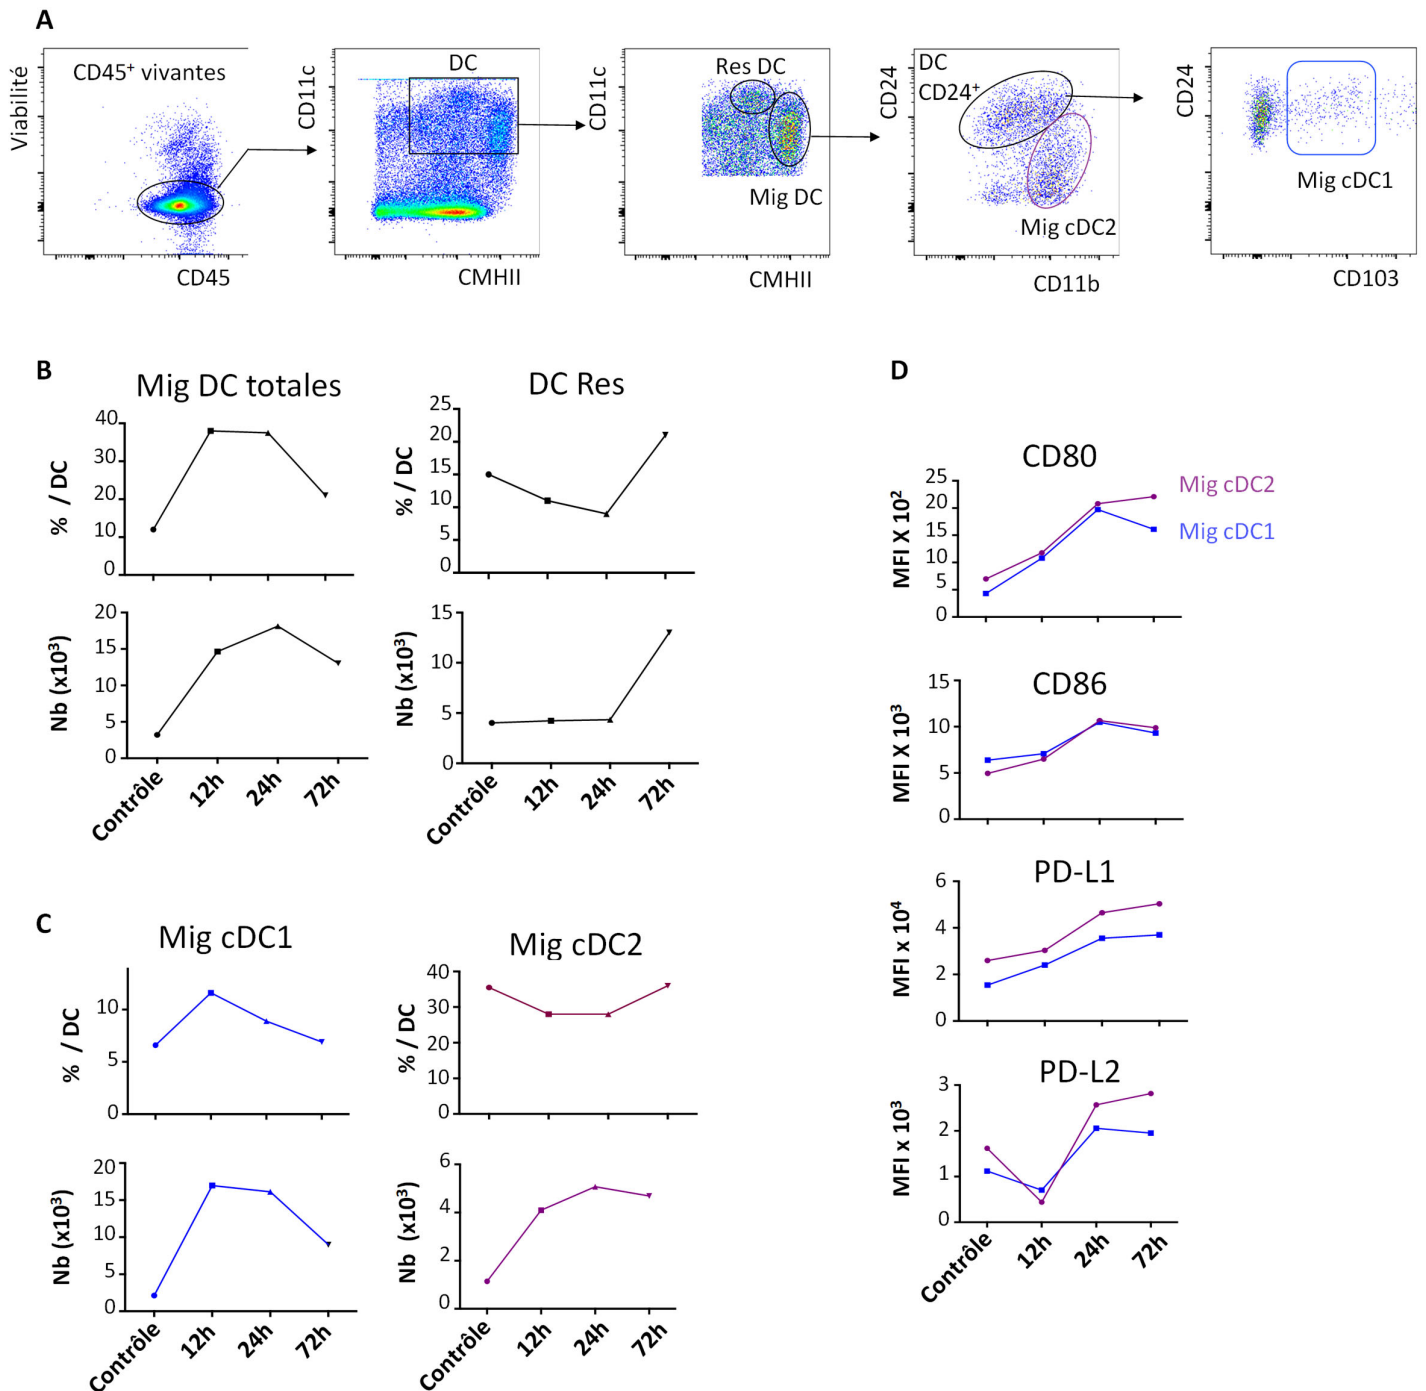 A
Viabilité
CD45⁺ vivantes
CD45
CD11c
DC
CMHII
CD11c
Res DC
Mig DC
CMHII
CD24
DC
CD24⁺
Mig cDC2
CD11b
CD24
Mig cDC1
CD103
B
Mig DC totales
% / DC
40
30
20
10
0
Nb (x10³)
20
15
10
5
0
Contrôle
12h
24h
72h
DC Res
% / DC
25
20
15
10
5
0
Nb (x10³)
15
10
5
0
Contrôle
12h
24h
72h
C
Mig cDC1
% / DC
10
5
0
Nb (x10³)
20
15
10
5
0
Contrôle
12h
24h
72h
Mig cDC2
% / DC
40
30
20
10
0
Nb (x10³)
6
4
2
0
Contrôle
12h
24h
72h
D
CD80
MFI X 10²
25
20
15
10
5
0
Mig cDC2
Mig cDC1
CD86
MFI X 10³
15
10
5
0
PD-L1
MFI x 10⁴
6
4
2
0
PD-L2
MFI x 10³
3
2
1
0
Contrôle
12h
24h
72h